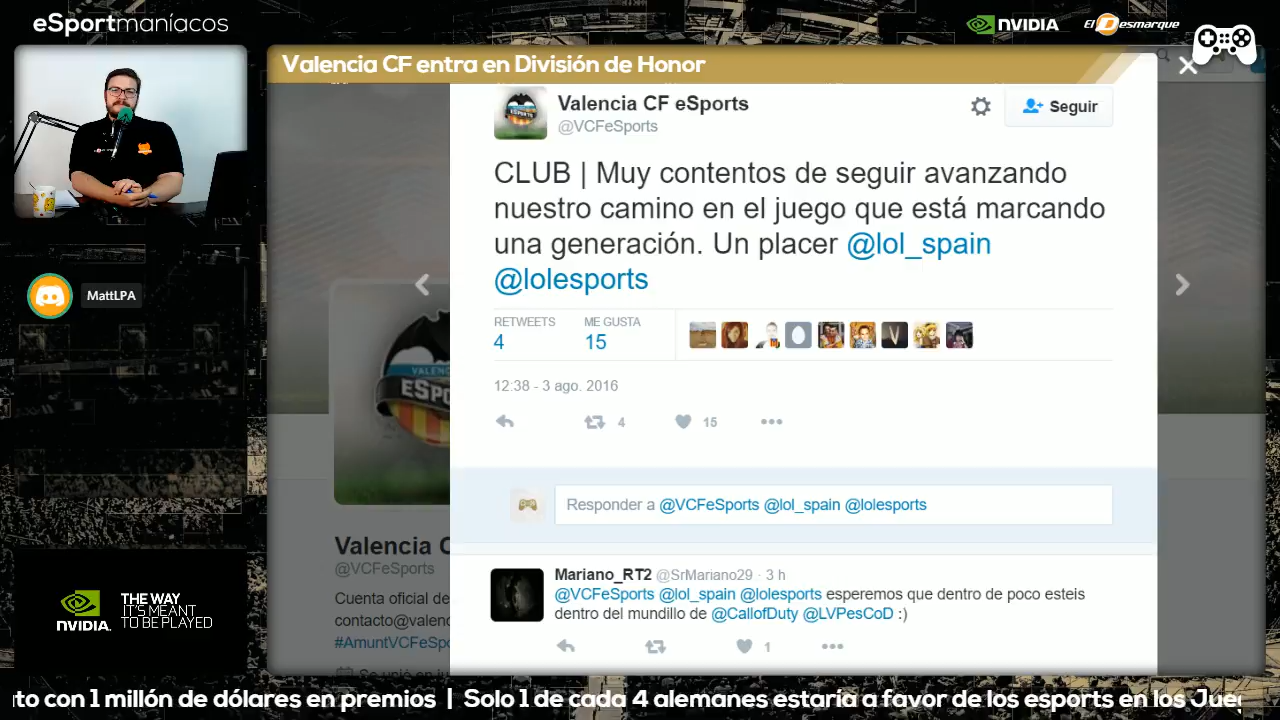 eSportmaníacos
NVIDIA
El Desmarque
Valencia CF entra en División de Honor
Valencia CF eSports
@VCFeSports
Seguir
CLUB | Muy contentos de seguir avanzando
nuestro camino en el juego que está marcando
una generación. Un placer @lol_spain
@lolesports
RETWEETS
4
ME GUSTA
15
12:38 - 3 ago. 2016
4
15
Responder a @VCFeSports @lol_spain @lolesports
Mariano_RT2 @SrMariano29 · 3 h
@VCFeSports @lol_spain @lolesports esperemos que dentro de poco esteis
dentro del mundillo de @CallofDuty @LVPesCoD :)
1
MattLPA
Valencia C
@VCFeSports
Cuenta oficial de
contacto@valenc
#AmuntVCFeSpo
NVIDIA.
THE WAY
IT'S MEANT
TO BE PLAYED
to con 1 millón de dólares en premios | Solo 1 de cada 4 alemanes estaría a favor de los esports en los Jueg